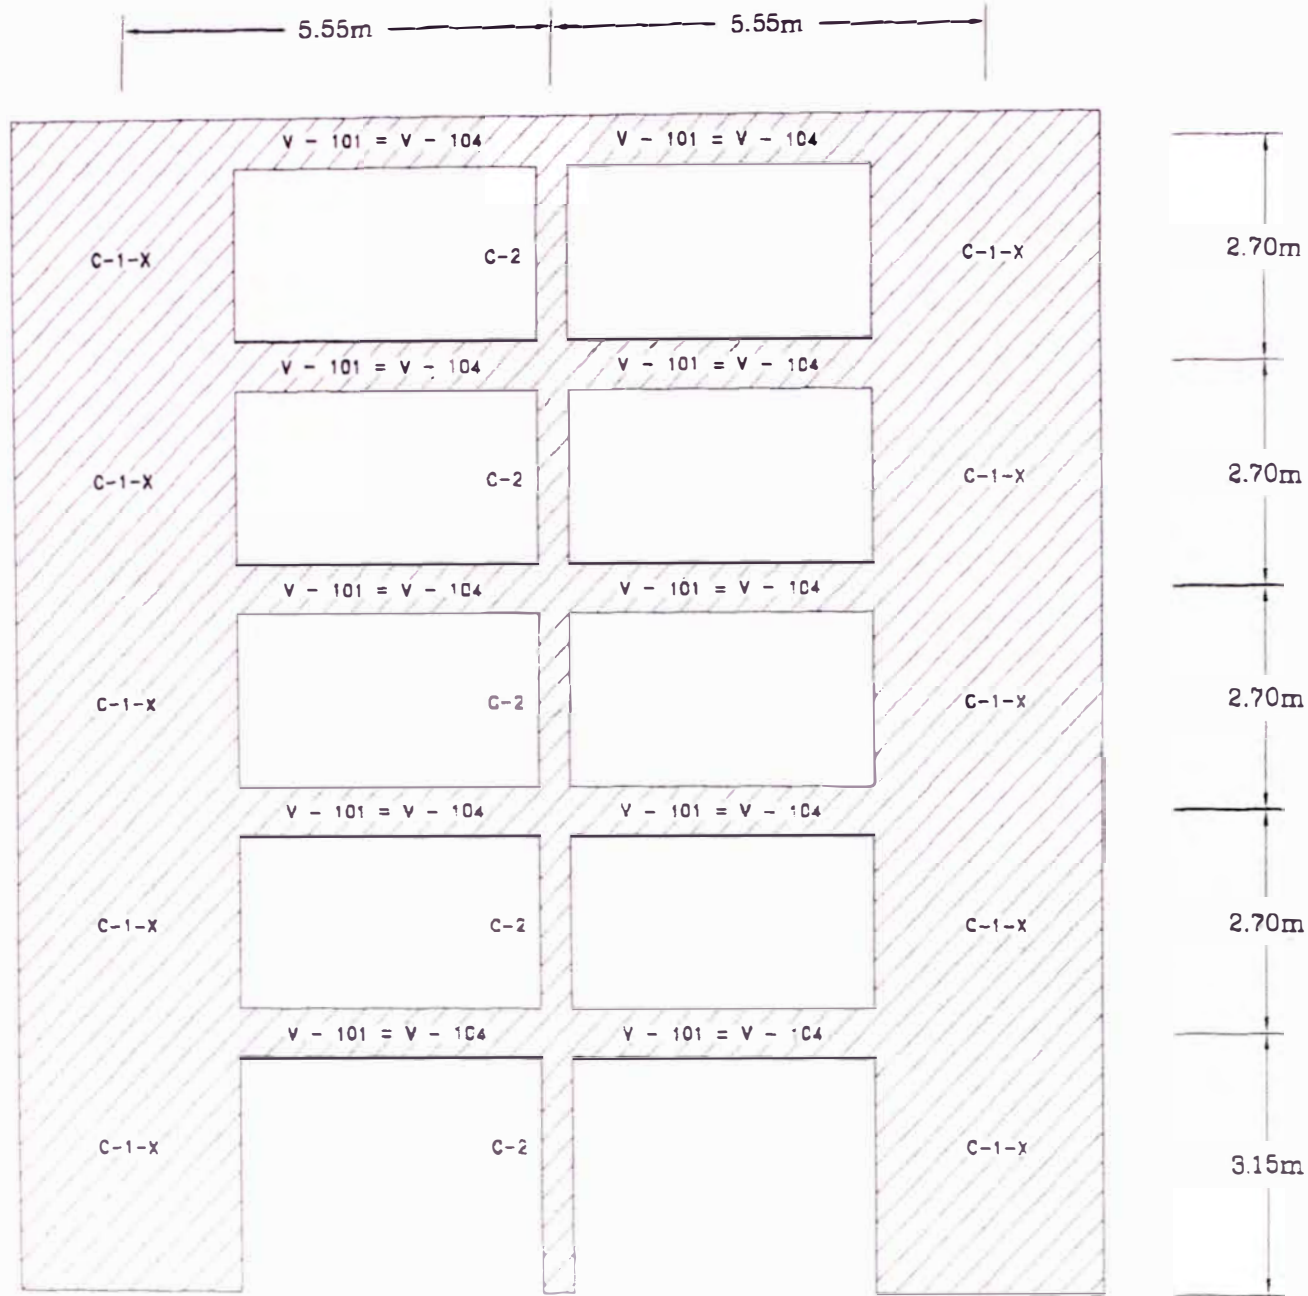 5.55m 5.55m
V - 101 = V - 104 V - 101 = V - 104
C-1-X C-2 C-1-X 2.70m
V - 101 = V - 104 V - 101 = V - 104
C-1-X C-2 C-1-X 2.70m
V - 101 = V - 104 V - 101 = V - 104
C-1-X C-2 C-1-X 2.70m
V - 101 = V - 104 V - 101 = V - 104
C-1-X C-2 C-1-X 2.70m
V - 101 = V - 104 V - 101 = V - 104
C-1-X C-2 C-1-X 3.15m